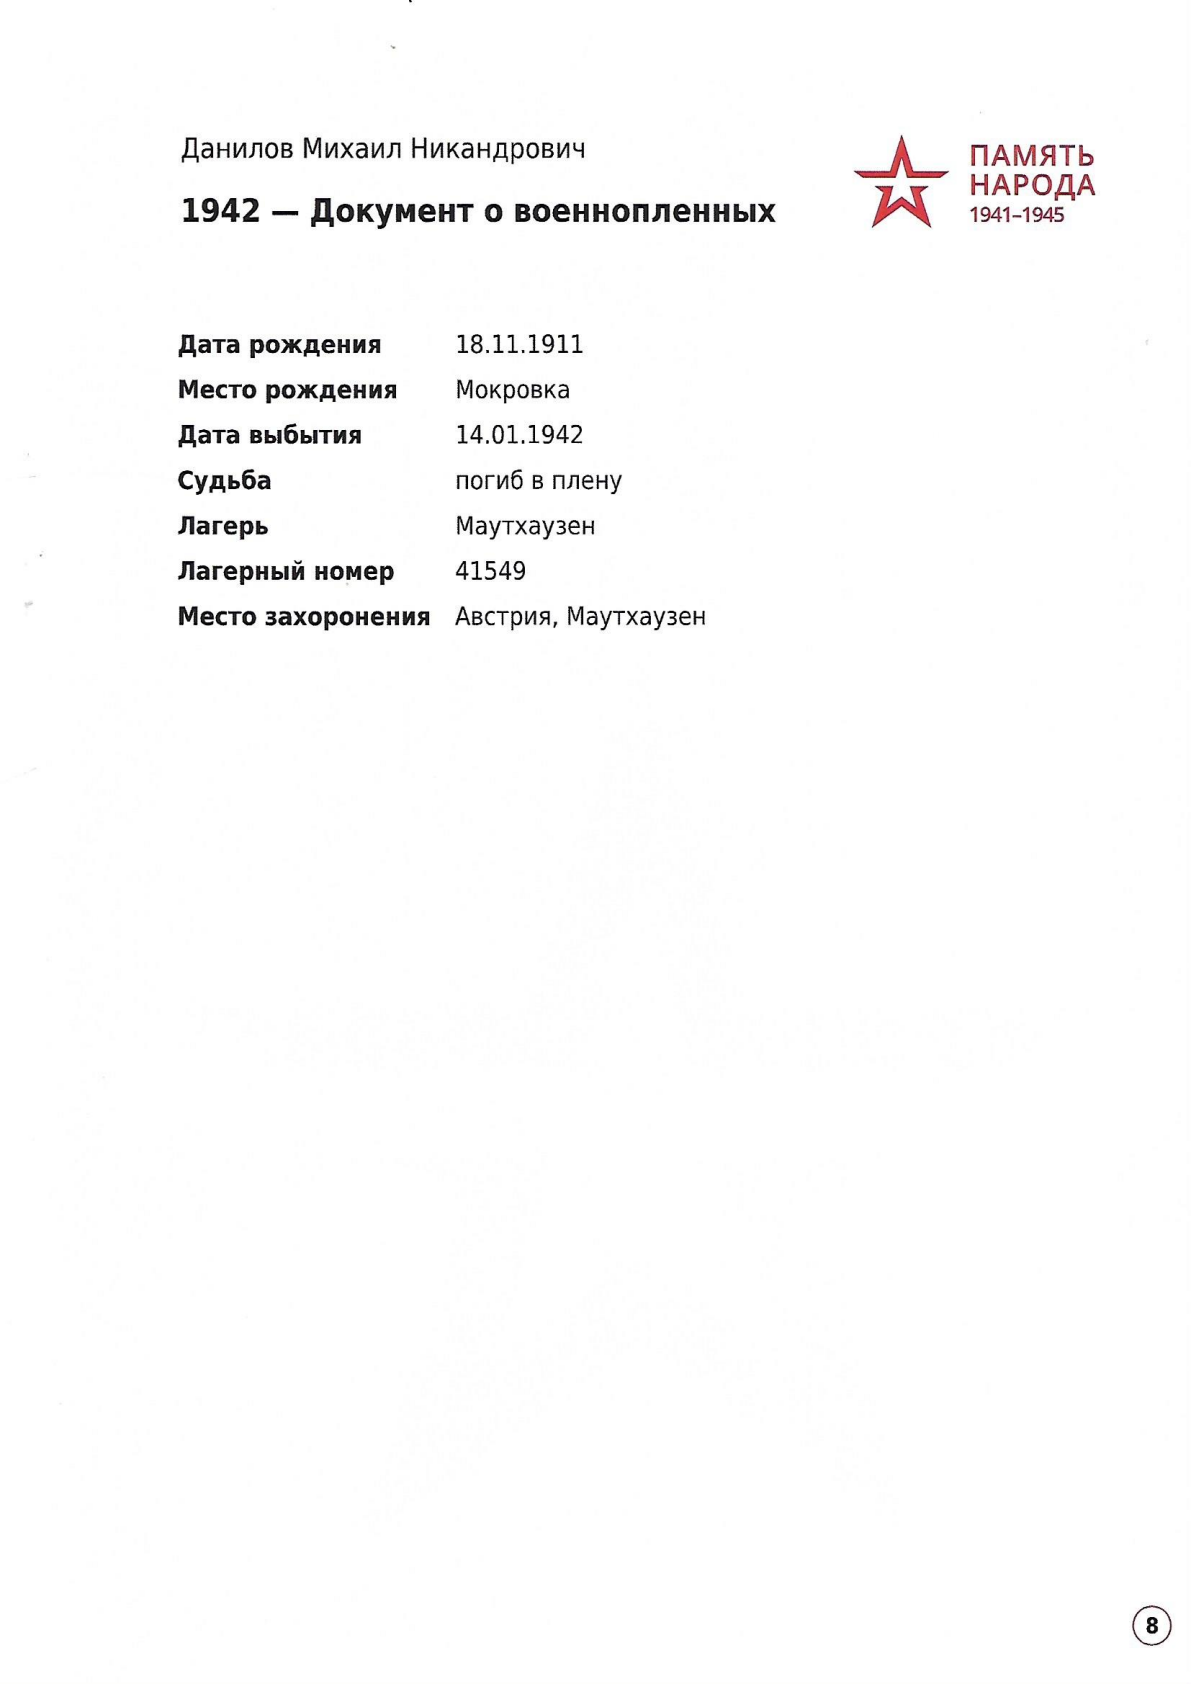 Данилов Михаил Никандрович
1942 — Документ о военнопленных
ПАМЯТЬ
НАРОДА
1941–1945
Дата рождения 18.11.1911
Место рождения Мокровка
Дата выбытия 14.01.1942
Судьба погиб в плену
Лагерь Маутхаузен
Лагерный номер 41549
Место захоронения Австрия, Маутхаузен
8